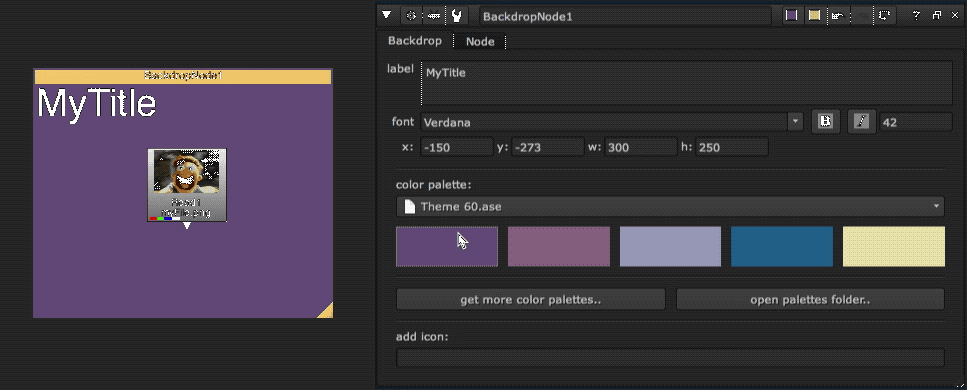 BackdropNode1
MyTitle
Read1
BackdropNode1
Backdrop
Node
label
MyTitle
font
Verdana
B
I
42
x:
-150
y:
-273
w:
300
h:
250
color palette:
Theme 60.ase
get more color palettes..
open palettes folder..
add icon: